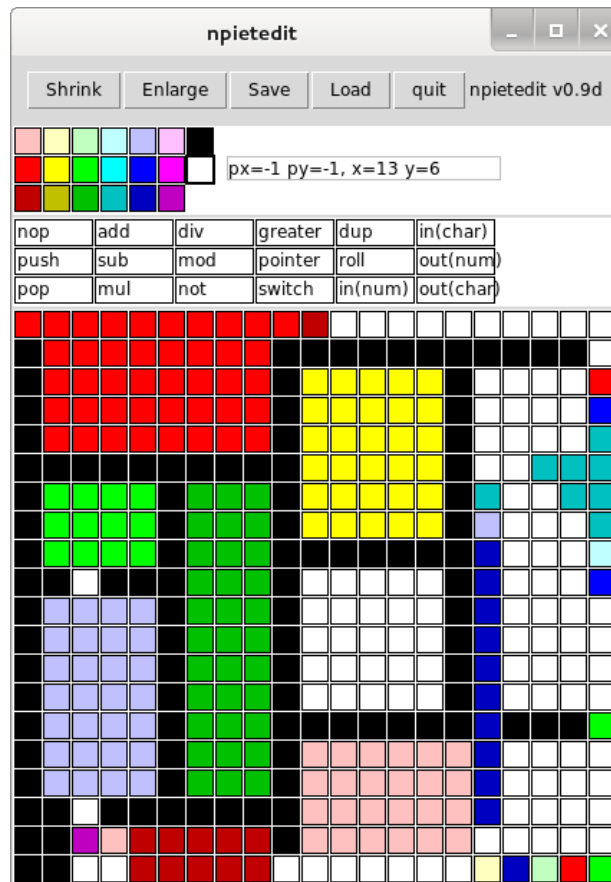 npietedit
Shrink Enlarge Save Load quit npietedit v0.9d
px=-1 py=-1, x=13 y=6
nop add div greater dup in(char)
push sub mod pointer roll out(num)
pop mul not switch in(num) out(char)